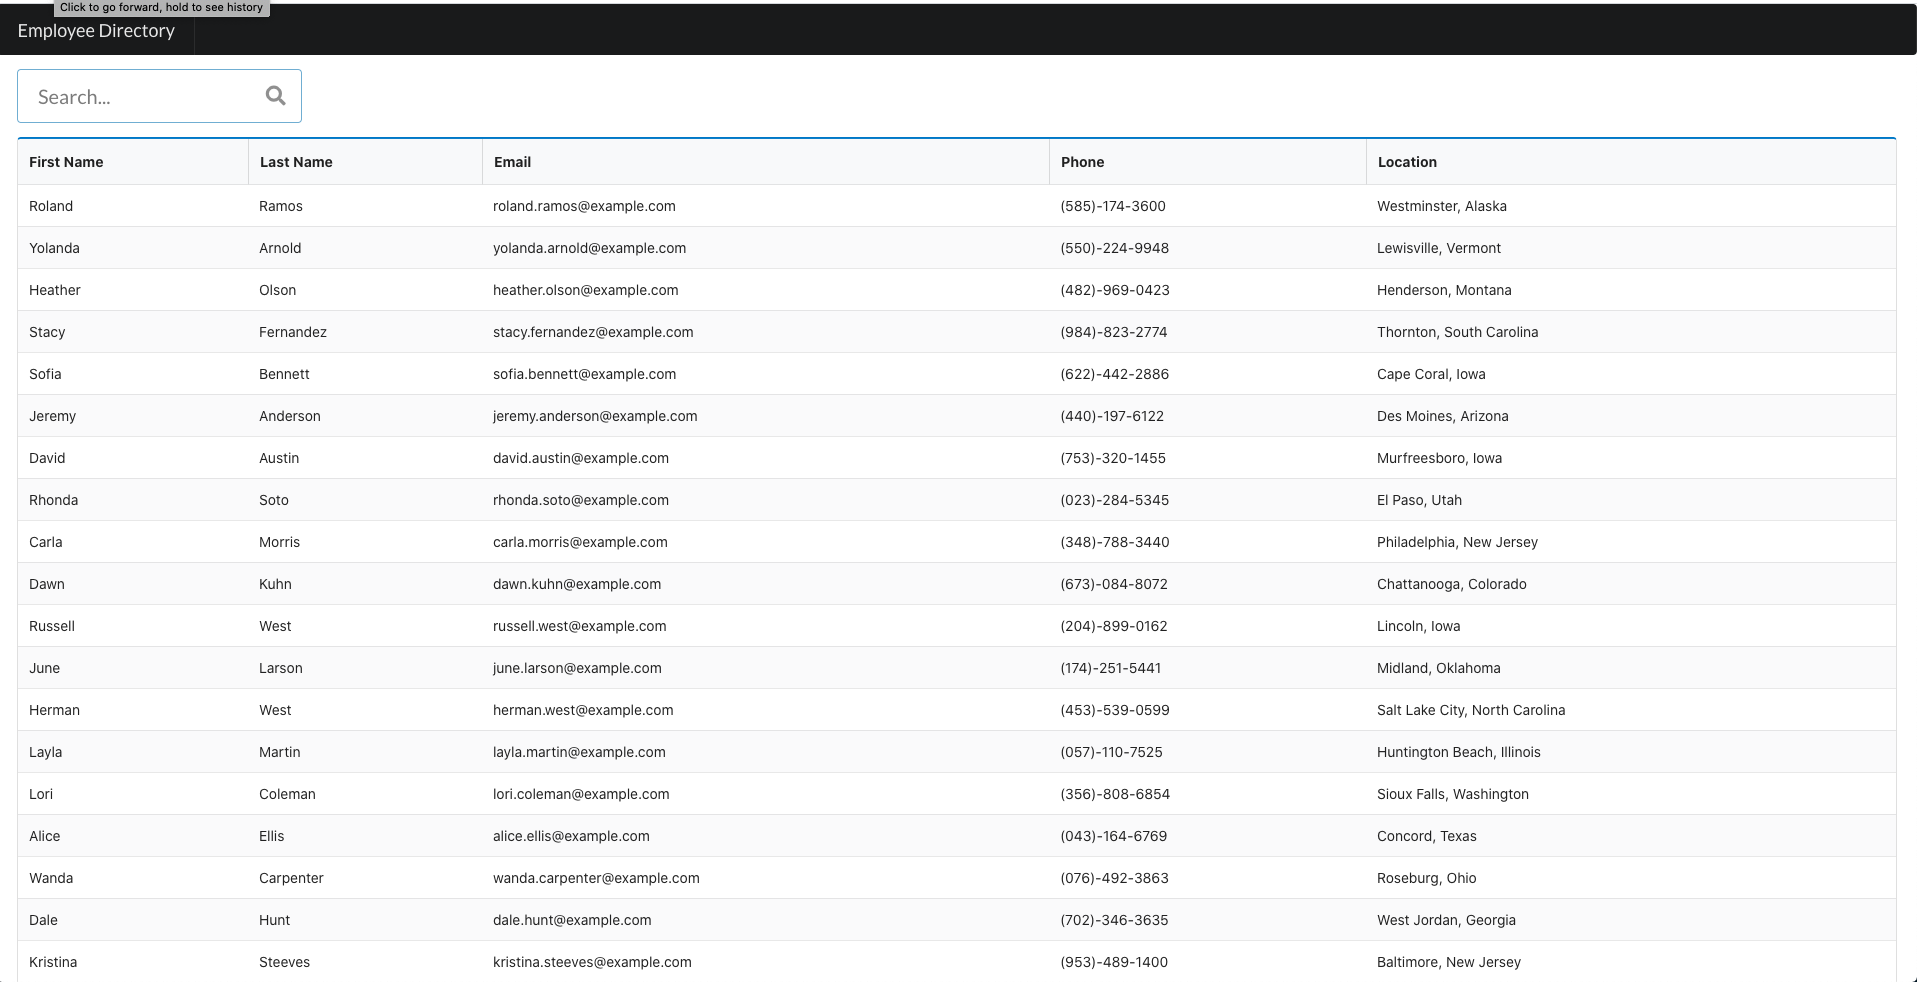 Click to go forward, hold to see history
Employee Directory
Search...
First Name Last Name Email Phone Location
Roland Ramos roland.ramos@example.com (585)-174-3600 Westminster, Alaska
Yolanda Arnold yolanda.arnold@example.com (550)-224-9948 Lewisville, Vermont
Heather Olson heather.olson@example.com (482)-969-0423 Henderson, Montana
Stacy Fernandez stacy.fernandez@example.com (984)-823-2774 Thornton, South Carolina
Sofia Bennett sofia.bennett@example.com (622)-442-2886 Cape Coral, Iowa
Jeremy Anderson jeremy.anderson@example.com (440)-197-6122 Des Moines, Arizona
David Austin david.austin@example.com (753)-320-1455 Murfreesboro, Iowa
Rhonda Soto rhonda.soto@example.com (023)-284-5345 El Paso, Utah
Carla Morris carla.morris@example.com (348)-788-3440 Philadelphia, New Jersey
Dawn Kuhn dawn.kuhn@example.com (673)-084-8072 Chattanooga, Colorado
Russell West russell.west@example.com (204)-899-0162 Lincoln, Iowa
June Larson june.larson@example.com (174)-251-5441 Midland, Oklahoma
Herman West herman.west@example.com (453)-539-0599 Salt Lake City, North Carolina
Layla Martin layla.martin@example.com (057)-110-7525 Huntington Beach, Illinois
Lori Coleman lori.coleman@example.com (356)-808-6854 Sioux Falls, Washington
Alice Ellis alice.ellis@example.com (043)-164-6769 Concord, Texas
Wanda Carpenter wanda.carpenter@example.com (076)-492-3863 Roseburg, Ohio
Dale Hunt dale.hunt@example.com (702)-346-3635 West Jordan, Georgia
Kristina Steeves kristina.steeves@example.com (953)-489-1400 Baltimore, New Jersey